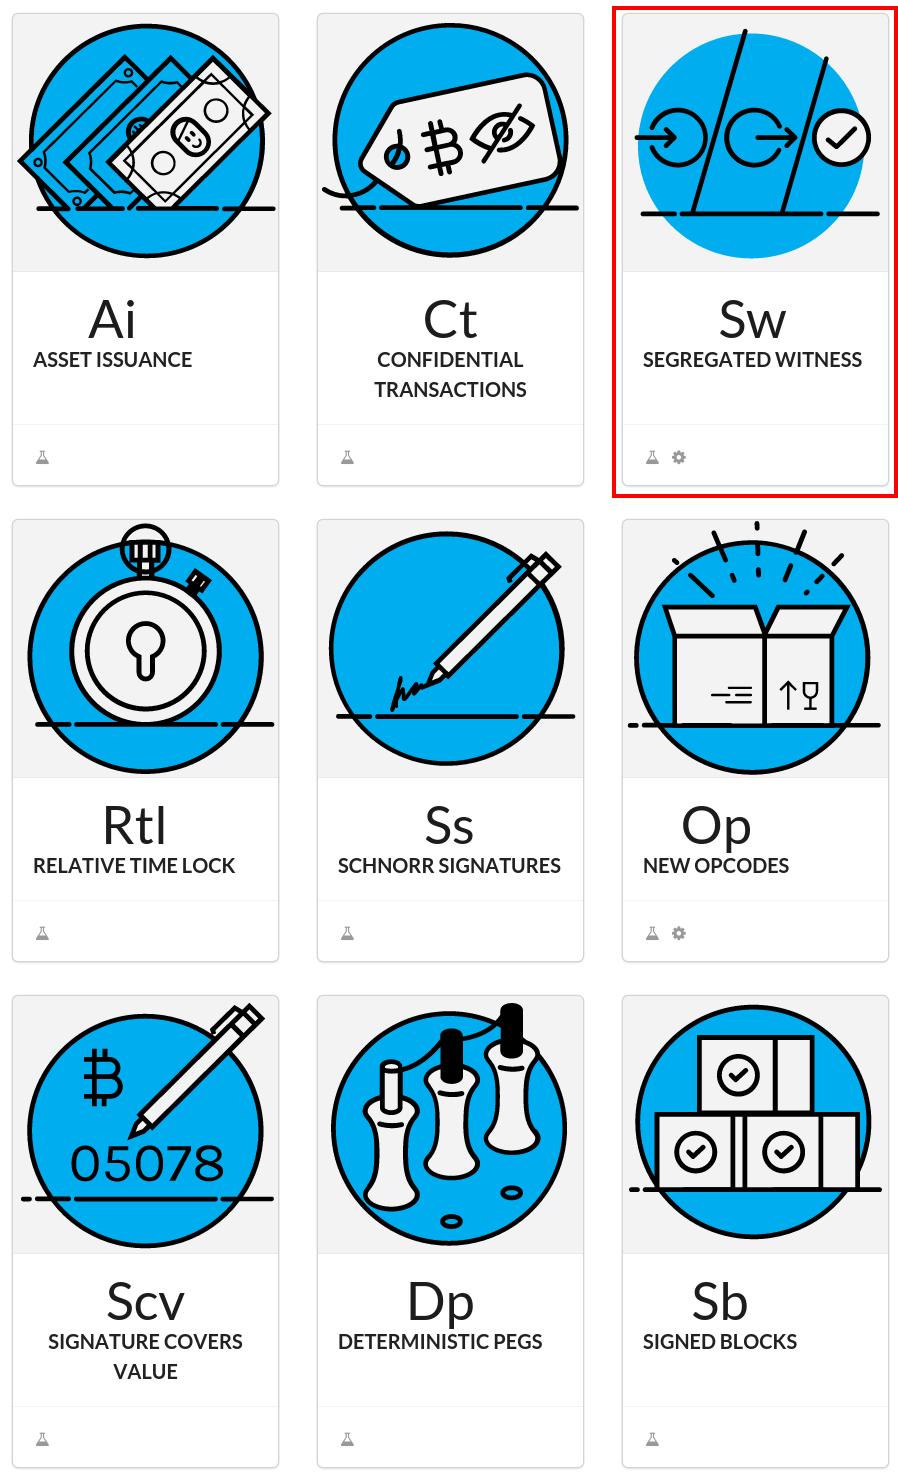 Ai
ASSET ISSUANCE
Ct
CONFIDENTIAL
TRANSACTIONS
Sw
SEGREGATED WITNESS
Rtl
RELATIVE TIME LOCK
Ss
SCHNORR SIGNATURES
Op
NEW OPCODES
05078
Scv
SIGNATURE COVERS
VALUE
Dp
DETERMINISTIC PEGS
Sb
SIGNED BLOCKS